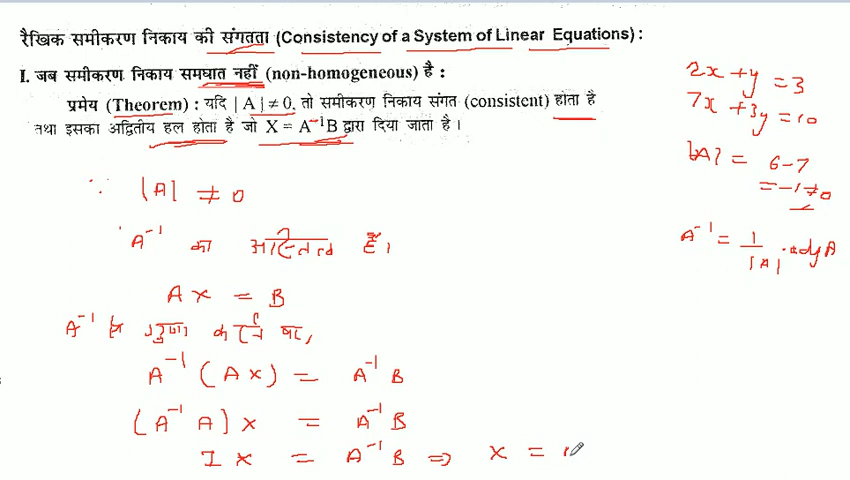 रैखिक समीकरण निकाय की संगतता (Consistency of a System of Linear Equations) :
I. जब समीकरण निकाय समघात नहीं (non-homogeneous) है :
प्रमेय (Theorem) : यदि | A | ≠ 0, तो समीकरण निकाय संगत (consistent) होता है
तथा इसका अद्वितीय हल होता है जो X = A⁻¹B द्वारा दिया जाता है ।
∵ |A| ≠ 0
A⁻¹ का अस्तित्व है।
AX = B
A⁻¹ से गुणा करने पर,
A⁻¹ (AX) = A⁻¹ B
(A⁻¹ A) X = A⁻¹ B
I X = A⁻¹ B ⇒ X =
2x + y = 3
7x + 3y = 10
|A| = 6 - 7
= -1 ≠ 0
A⁻¹ = 1/|A| · adj A